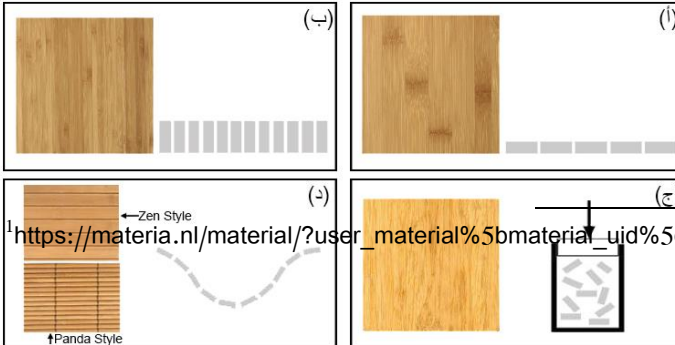 (أ)
(ب)
(ج)
(د)
←Zen Style
1https://materia.nl/material/?user_material%5bmaterial_uid%5
↑Panda Style